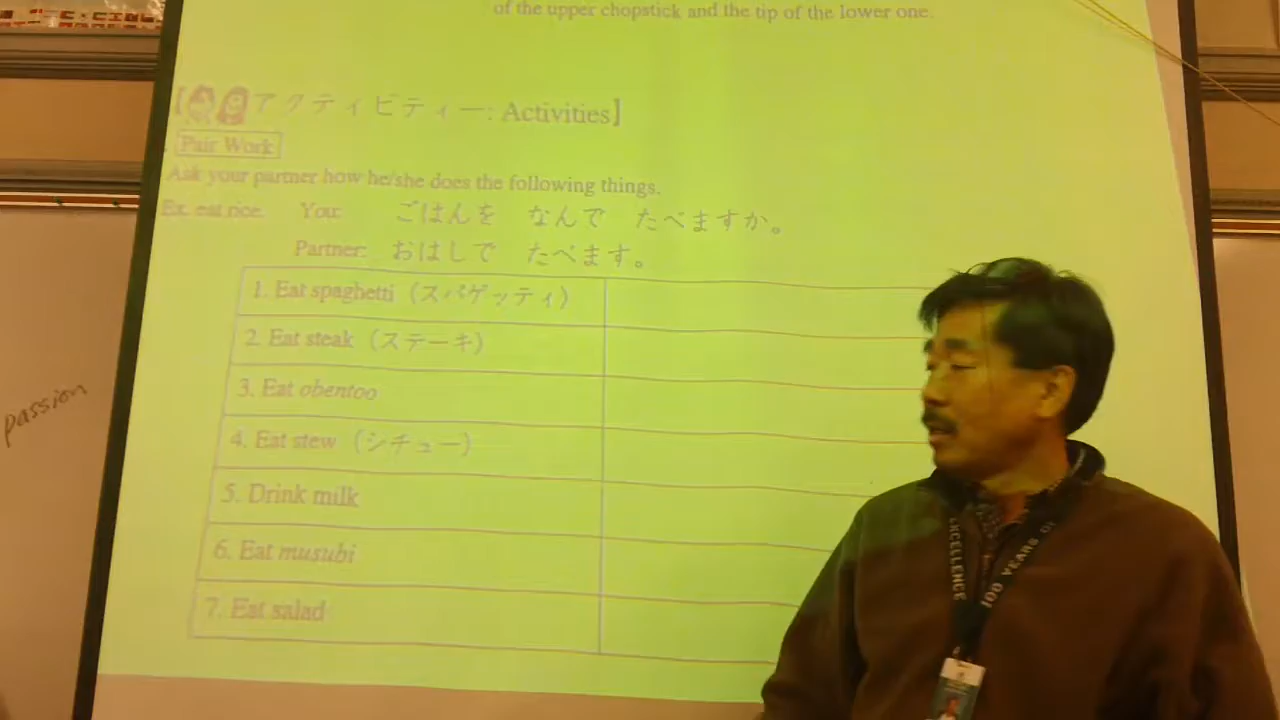 of the upper chopstick and the tip of the lower one.
【アクティビティー: Activities】
Pair Work
Ask your partner how he/she does the following things.
Ex. eat rice. You: ごはんを なんで たべますか。
Partner: おはしで たべます。
1. Eat spaghetti (スパゲッティ)
2. Eat steak (ステーキ)
3. Eat obentoo
4. Eat stew (シチュー)
5. Drink milk
6. Eat musubi
7. Eat salad
passion
EXCELLENCE
100 YEARS OF